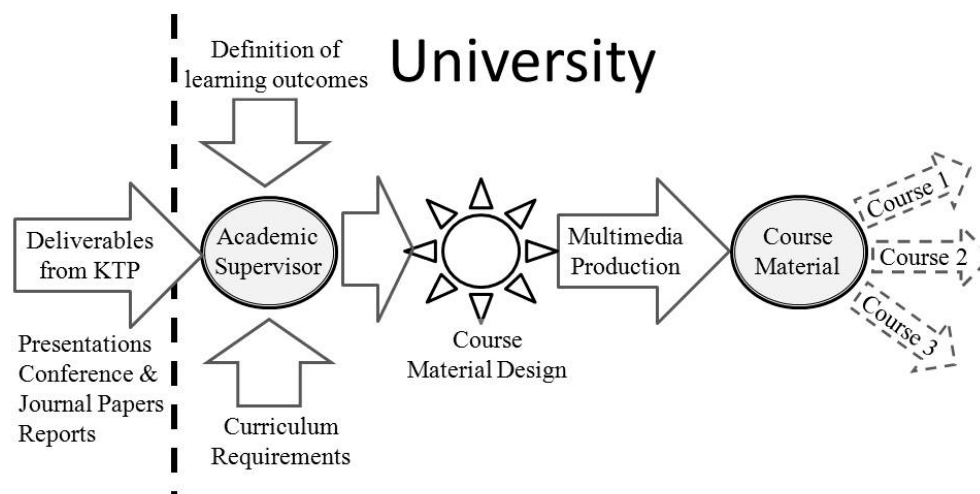 Definition of
learning outcomes
University
Deliverables
from KTP
Academic
Supervisor
Multimedia
Production
Course
Material
Course 1
Course 2
Course 3
Presentations
Conference &
Journal Papers
Reports
Course
Material Design
Curriculum
Requirements